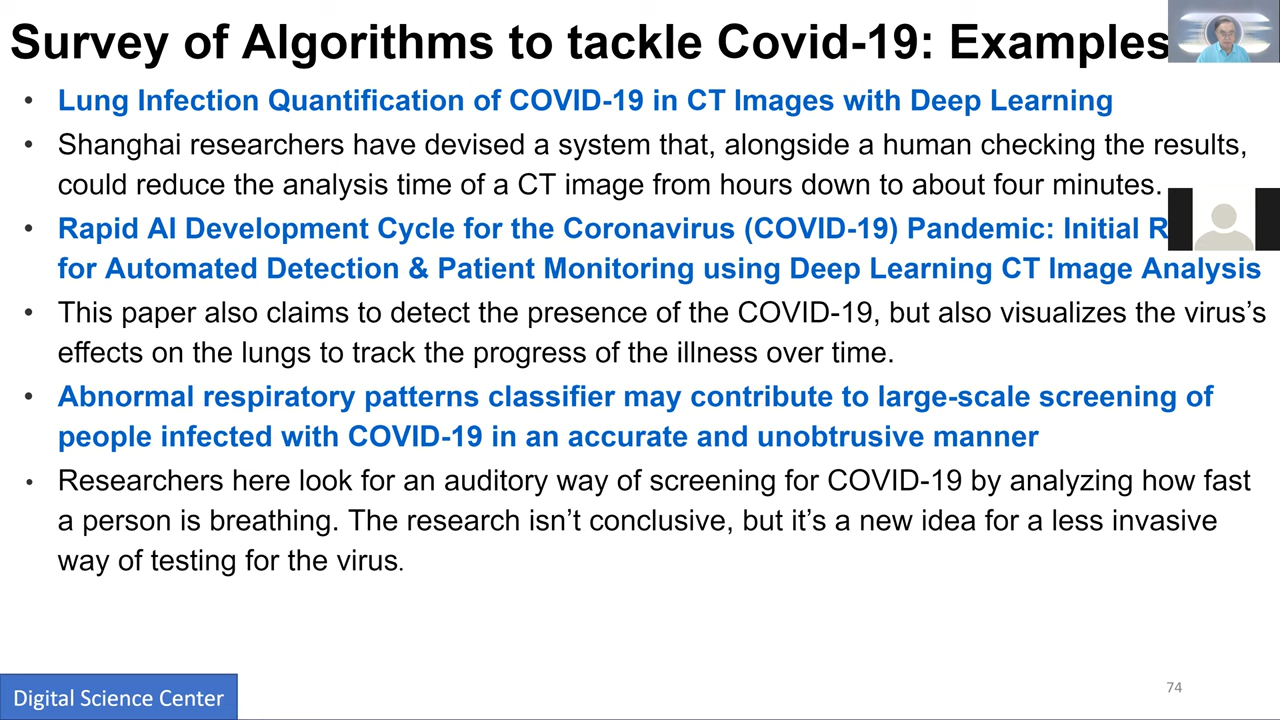 Survey of Algorithms to tackle Covid-19: Examples
• Lung Infection Quantification of COVID-19 in CT Images with Deep Learning
• Shanghai researchers have devised a system that, alongside a human checking the results,
could reduce the analysis time of a CT image from hours down to about four minutes.
• Rapid AI Development Cycle for the Coronavirus (COVID-19) Pandemic: Initial
for Automated Detection & Patient Monitoring using Deep Learning CT Image Analysis
• This paper also claims to detect the presence of the COVID-19, but also visualizes the virus’s
effects on the lungs to track the progress of the illness over time.
• Abnormal respiratory patterns classifier may contribute to large-scale screening of
people infected with COVID-19 in an accurate and unobtrusive manner
• Researchers here look for an auditory way of screening for COVID-19 by analyzing how fast
a person is breathing. The research isn’t conclusive, but it’s a new idea for a less invasive
way of testing for the virus.
Digital Science Center
74